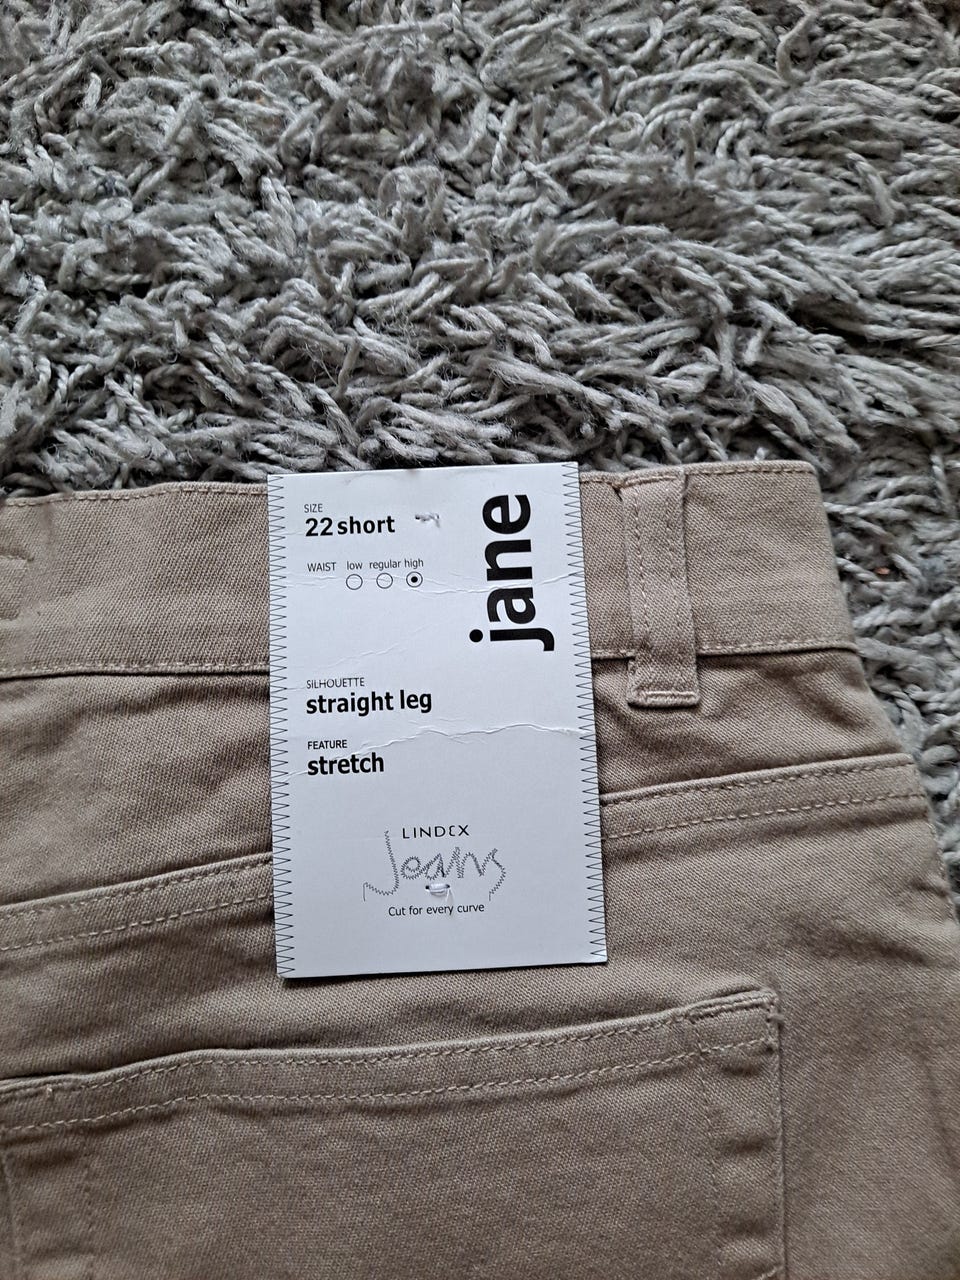 SIZE
22 short
WAIST low regular high
jane
SILHOUETTE
straight leg
FEATURE
stretch
LINDEX
Jeans
Cut for every curve